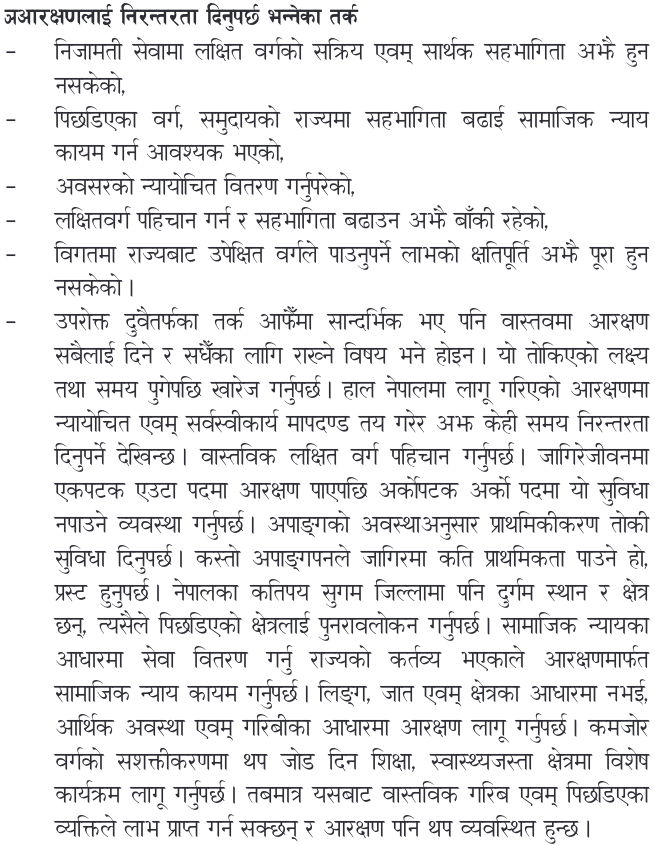 ञआरक्षणलाई निरन्तरता दिनुपर्छ भन्नेका तर्क
– निजामती सेवामा लक्षित वर्गको सक्रिय एवम् सार्थक सहभागिता अझै हुन
नसकेको,
– पिछडिएका वर्ग, समुदायको राज्यमा सहभागिता बढाई सामाजिक न्याय
कायम गर्न आवश्यक भएको,
– अवसरको न्यायोचित वितरण गर्नुपरेको,
– लक्षितवर्ग पहिचान गर्न र सहभागिता बढाउन अझै बाँकी रहेको,
– विगतमा राज्यबाट उपेक्षित वर्गले पाउनुपर्ने लाभको क्षतिपूर्ति अझै पूरा हुन
नसकेको ।
– उपरोक्त दुवैतर्फका तर्क आफैँमा सान्दर्भिक भए पनि वास्तवमा आरक्षण
सबैलाई दिने र सधैँका लागि राख्ने विषय भने होइन । यो तोकिएको लक्ष्य
तथा समय पुगेपछि खारेज गर्नुपर्छ । हाल नेपालमा लागू गरिएको आरक्षणमा
न्यायोचित एवम् सर्वस्वीकार्य मापदण्ड तय गरेर अझ केही समय निरन्तरता
दिनुपर्ने देखिन्छ । वास्तविक लक्षित वर्ग पहिचान गर्नुपर्छ । जागिरेजीवनमा
एकपटक एउटा पदमा आरक्षण पाएपछि अर्कोपटक अर्को पदमा यो सुविधा
नपाउने व्यवस्था गर्नुपर्छ । अपाङ्गको अवस्थाअनुसार प्राथमिकीकरण तोकी
सुविधा दिनुपर्छ । कस्तो अपाङ्गपनले जागिरमा कति प्राथमिकता पाउने हो,
प्रस्ट हुनुपर्छ । नेपालका कतिपय सुगम जिल्लामा पनि दुर्गम स्थान र क्षेत्र
छन्, त्यसैले पिछडिएको क्षेत्रलाई पुनरावलोकन गर्नुपर्छ । सामाजिक न्यायका
आधारमा सेवा वितरण गर्नु राज्यको कर्तव्य भएकाले आरक्षणमार्फत
सामाजिक न्याय कायम गर्नुपर्छ । लिङ्ग, जात एवम् क्षेत्रका आधारमा नभई,
आर्थिक अवस्था एवम् गरिबीका आधारमा आरक्षण लागू गर्नुपर्छ । कमजोर
वर्गको सशक्तीकरणमा थप जोड दिन शिक्षा, स्वास्थ्यजस्ता क्षेत्रमा विशेष
कार्यक्रम लागू गर्नुपर्छ । तबमात्र यसबाट वास्तविक गरिब एवम् पिछडिएका
व्यक्तिले लाभ प्राप्त गर्न सक्छन् र आरक्षण पनि थप व्यवस्थित हुन्छ ।